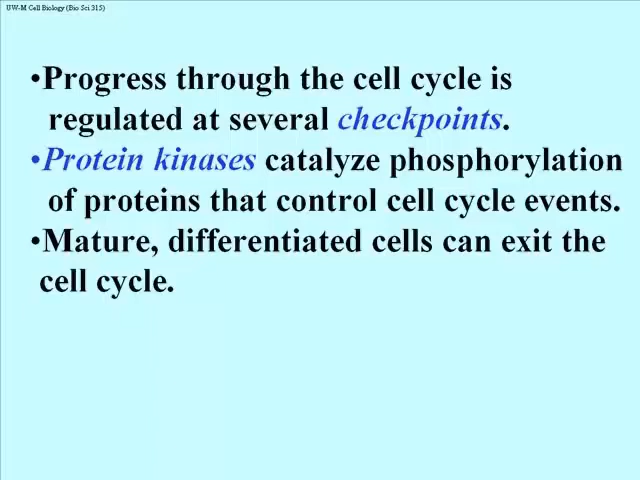 UW-M Cell Biology (Bio Sci 315)
•Progress through the cell cycle is
regulated at several checkpoints.
•Protein kinases catalyze phosphorylation
of proteins that control cell cycle events.
•Mature, differentiated cells can exit the
cell cycle.